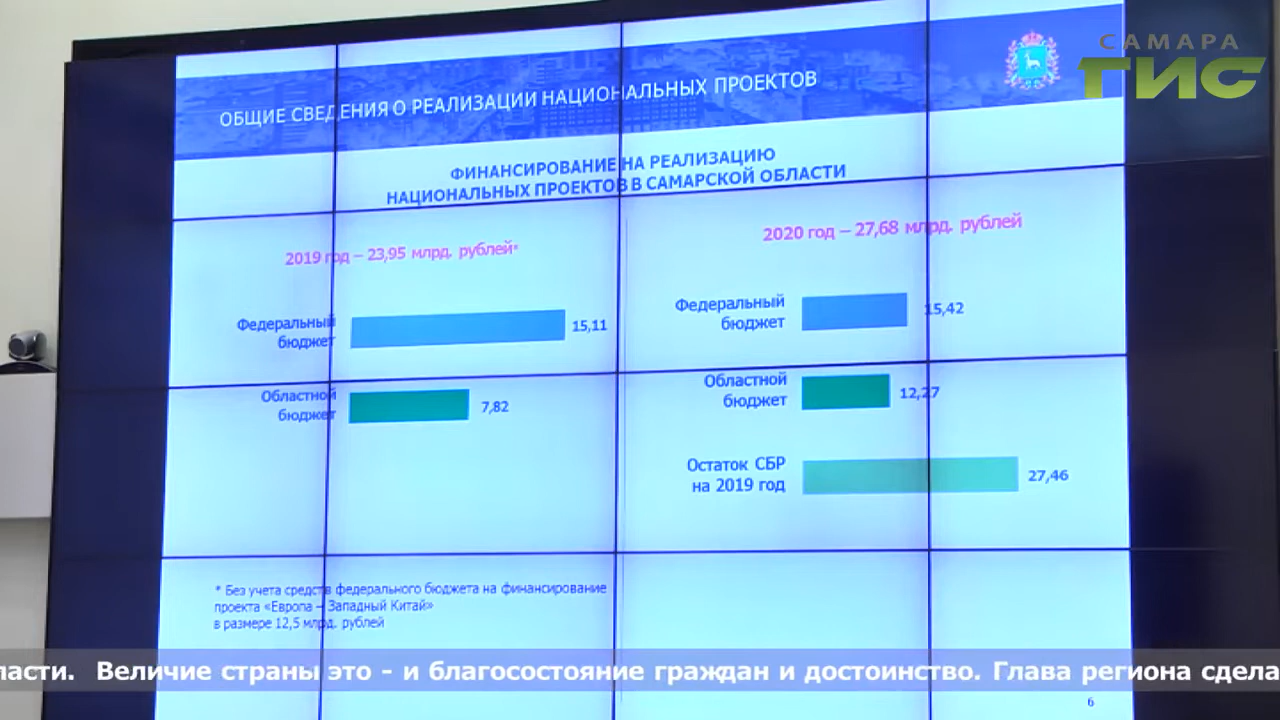 САМАРА
ГИС
ОБЩИЕ СВЕДЕНИЯ О РЕАЛИЗАЦИИ НАЦИОНАЛЬНЫХ ПРОЕКТОВ
ФИНАНСИРОВАНИЕ НА РЕАЛИЗАЦИЮ
НАЦИОНАЛЬНЫХ ПРОЕКТОВ В САМАРСКОЙ ОБЛАСТИ
2019 год – 23,95 млрд. рублей*
Федеральный
бюджет
15,11
Областной
бюджет
7,82
2020 год – 27,68 млрд. рублей
Федеральный
бюджет
15,42
Областной
бюджет
12,27
Остаток СБР
на 2019 год
27,46
* Без учета средств федерального бюджета на финансирование
проекта «Европа – Западный Китай»
в размере 12,5 млрд. рублей
ласти. Величие страны это - и благосостояние граждан и достоинство. Глава региона сдела
6